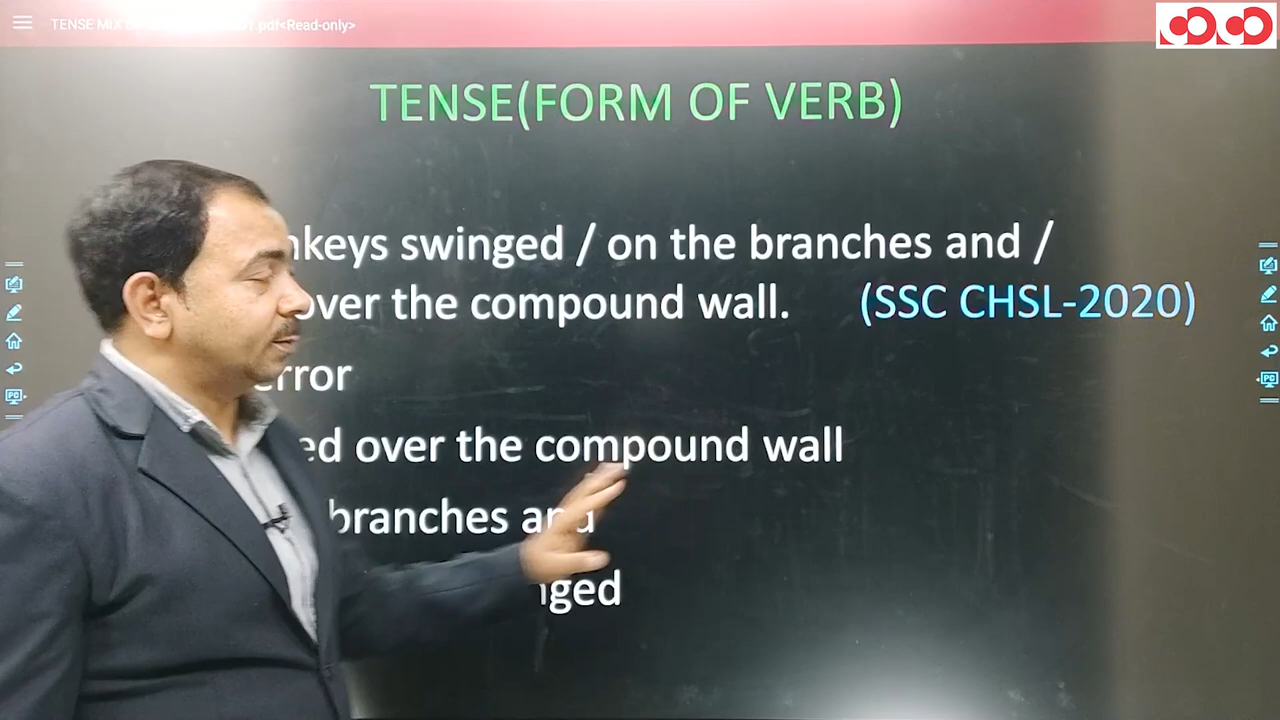 TENSE MIX .pdf<Read-only>
TENSE(FORM OF VERB)
nkeys swinged / on the branches and /
over the compound wall. (SSC CHSL-2020)
error
ed over the compound wall
branches and
nged